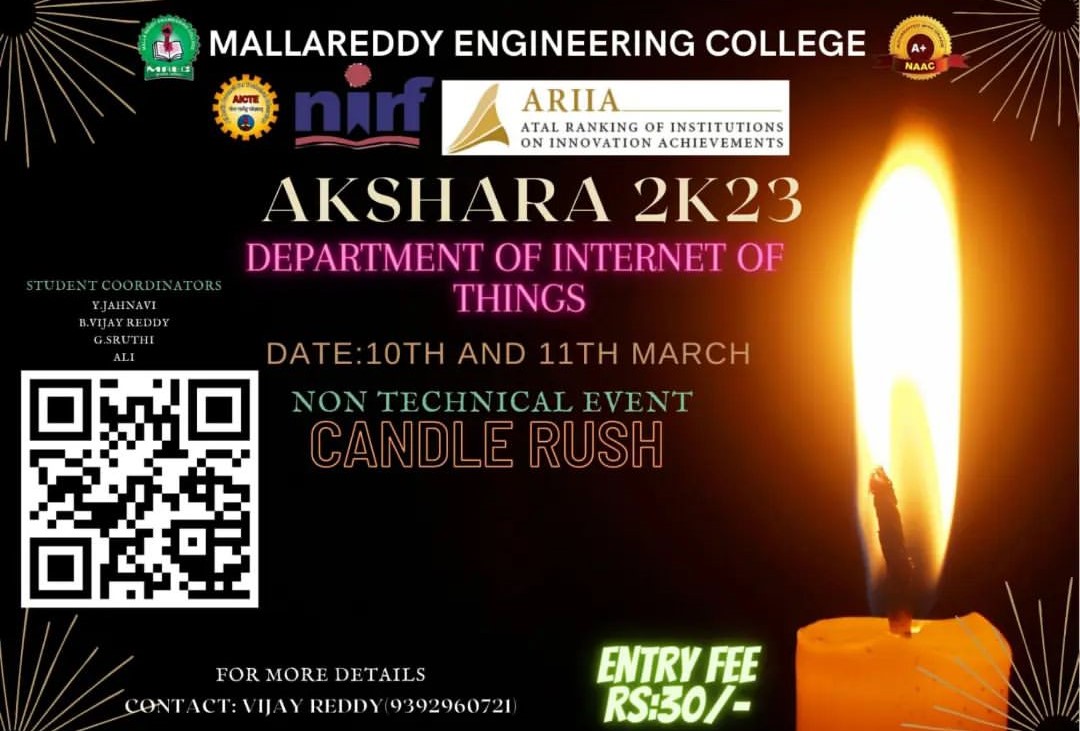 MALLAREDDY ENGINEERING COLLEGE
A+
NAAC
AICTE
nirf
ARIIA
ATAL RANKING OF INSTITUTIONS
ON INNOVATION ACHIEVEMENTS
AKSHARA 2K23
DEPARTMENT OF INTERNET OF
THINGS
STUDENT COORDINATORS
Y.JAHNAVI
B.VIJAY REDDY
G.SRUTHI
ALI
DATE:10TH AND 11TH MARCH
NON TECHNICAL EVENT
CANDLE RUSH
FOR MORE DETAILS
CONTACT: VIJAY REDDY(9392960721)
ENTRY FEE
RS:30/-